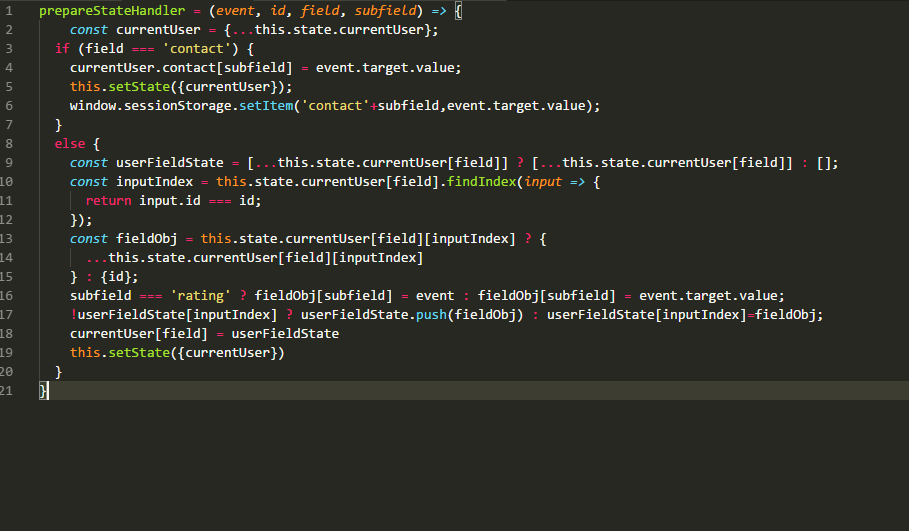 1 prepareStateHandler = (event, id, field, subfield) => {
2 const currentUser = {...this.state.currentUser};
3 if (field === 'contact') {
4 currentUser.contact[subfield] = event.target.value;
5 this.setState({currentUser});
6 window.sessionStorage.setItem('contact'+subfield,event.target.value);
7 }
8 else {
9 const userFieldState = [...this.state.currentUser[field]] ? [...this.state.currentUser[field]] : [];
10 const inputIndex = this.state.currentUser[field].findIndex(input => {
11 return input.id === id;
12 });
13 const fieldObj = this.state.currentUser[field][inputIndex] ? {
14 ...this.state.currentUser[field][inputIndex]
15 } : {id};
16 subfield === 'rating' ? fieldObj[subfield] = event : fieldObj[subfield] = event.target.value;
17 !userFieldState[inputIndex] ? userFieldState.push(fieldObj) : userFieldState[inputIndex]=fieldObj;
18 currentUser[field] = userFieldState
19 this.setState({currentUser})
20 }
21 }